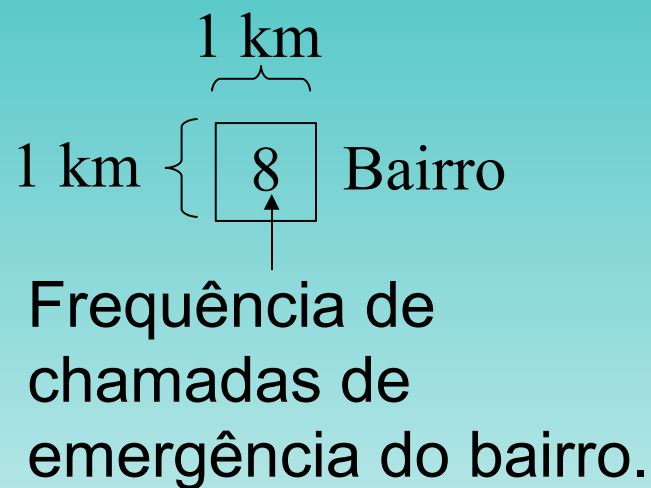 1 km
1 km 8 Bairro
Frequência de
chamadas de
emergência do bairro.